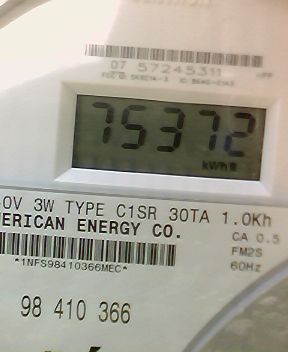 07 57245311
75372
kWh
0V 3W TYPE C1SR 30TA 1.0Kh
ERICAN ENERGY CO.
CA 0.5
FM2S
60Hz
*1NFS98410366MEC*
98 410 366